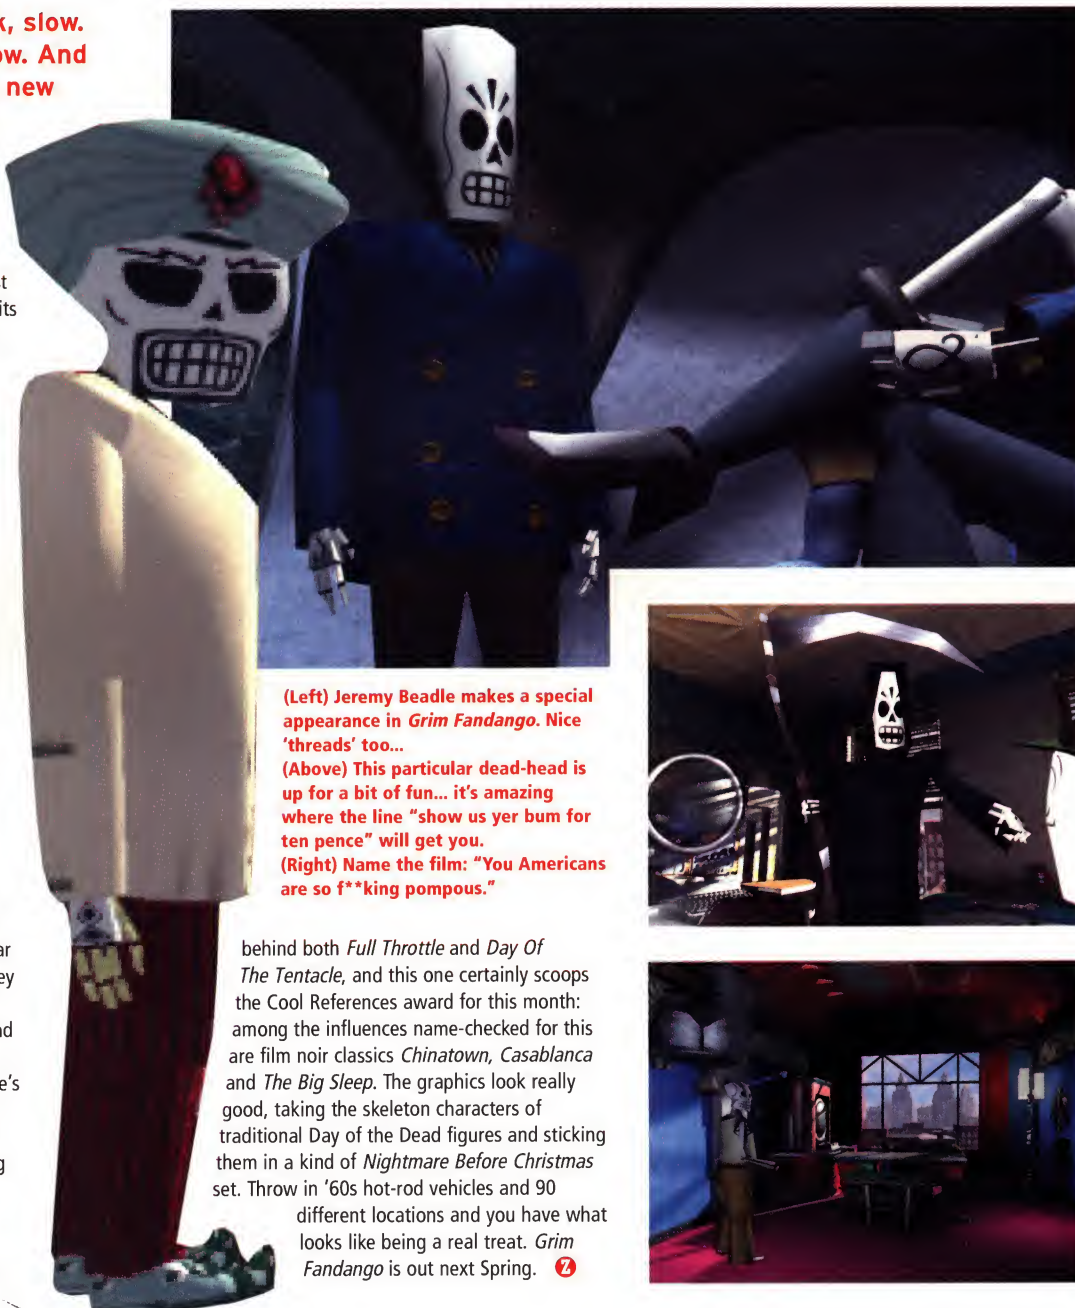 k, slow.
ow. And
new
st
its
ar
ey
nd
e's
g
(Left) Jeremy Beadle makes a special
appearance in Grim Fandango. Nice
'threads' too...
(Above) This particular dead-head is
up for a bit of fun... it's amazing
where the line "show us yer bum for
ten pence" will get you.
(Right) Name the film: "You Americans
are so f**king pompous."
behind both Full Throttle and Day Of
The Tentacle, and this one certainly scoops
the Cool References award for this month:
among the influences name-checked for this
are film noir classics Chinatown, Casablanca
and The Big Sleep. The graphics look really
good, taking the skeleton characters of
traditional Day of the Dead figures and sticking
them in a kind of Nightmare Before Christmas
set. Throw in '60s hot-rod vehicles and 90
different locations and you have what
looks like being a real treat. Grim
Fandango is out next Spring. Z